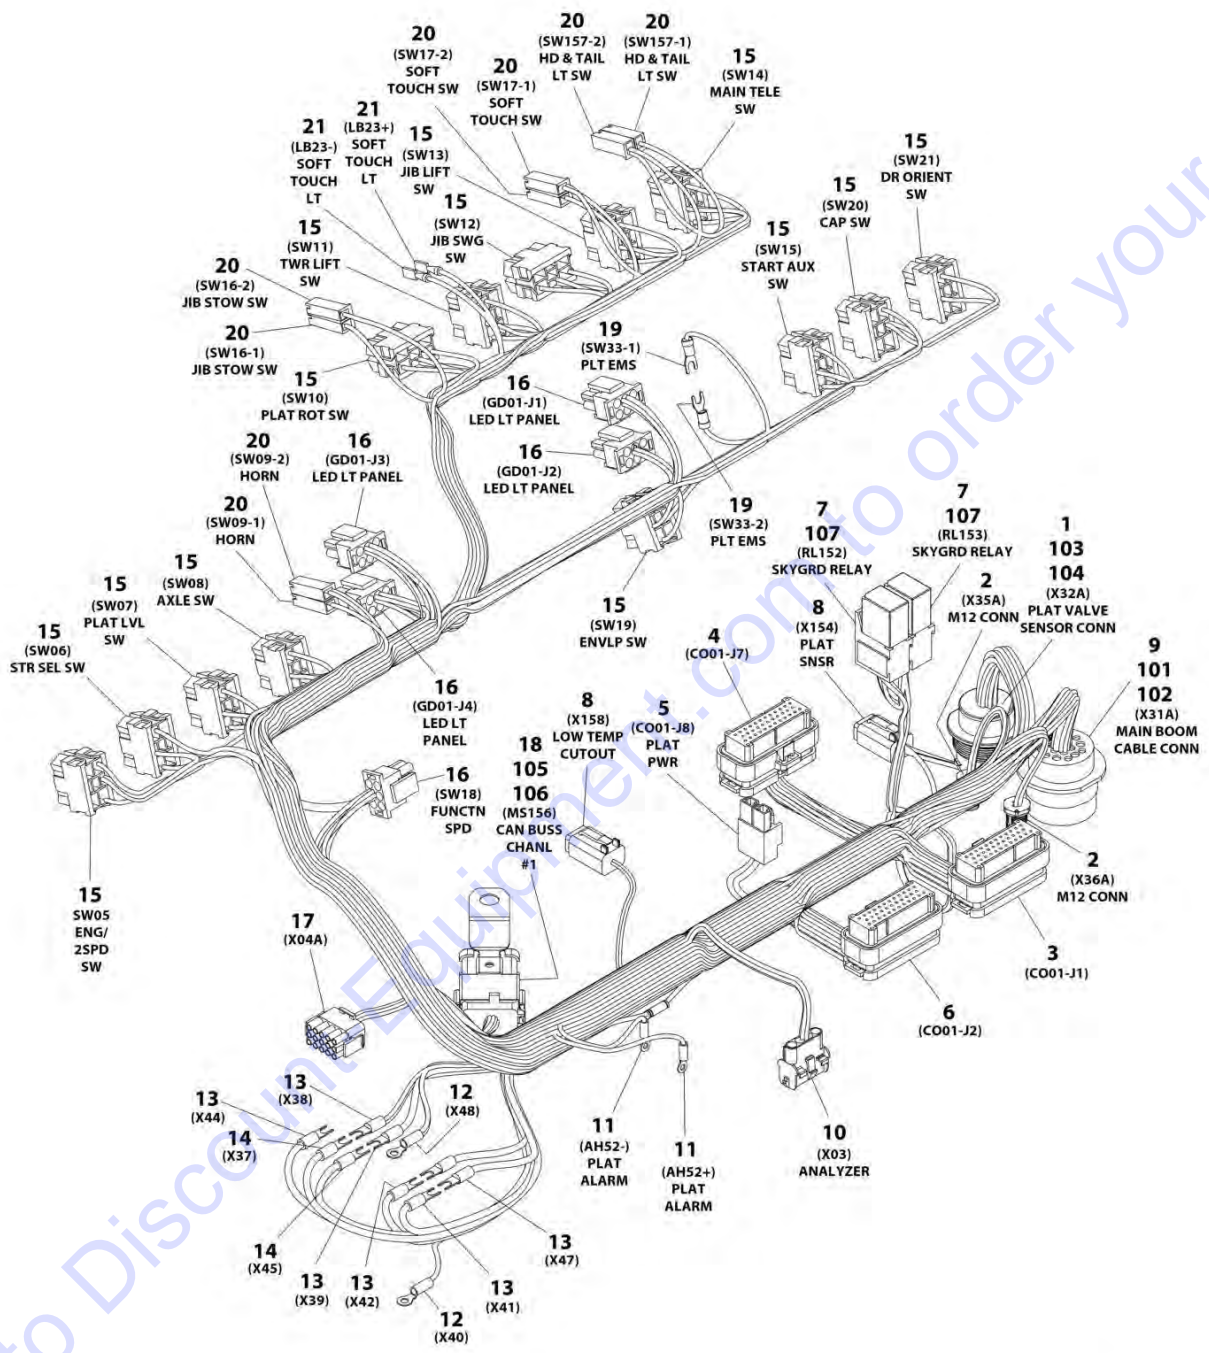 20
(SW17-2)
SOFT
TOUCH SW
20
(SW17-1)
SOFT
TOUCH SW
20
(SW157-2)
HD & TAIL
LT SW
20
(SW157-1)
HD & TAIL
LT SW
15
(SW14)
MAIN TELE
SW
21
(LB23-)
SOFT
TOUCH
LT
21
(LB23+)
SOFT
TOUCH
LT
15
(SW13)
JIB LIFT
SW
15
(SW21)
DR ORIENT
SW
15
(SW20)
CAP SW
15
(SW12)
JIB SWG
SW
15
(SW11)
TWR LIFT
SW
15
(SW15)
START AUX
SW
20
(SW16-2)
JIB STOW SW
20
(SW16-1)
JIB STOW SW
19
(SW33-1)
PLT EMS
15
(SW10)
PLAT ROT SW
16
(GD01-J1)
LED LT PANEL
20
(SW09-2)
HORN
16
(GD01-J3)
LED LT PANEL
16
(GD01-J2)
LED LT PANEL
20
(SW09-1)
HORN
19
(SW33-2)
PLT EMS
7
107
(RL152)
SKYGRD RELAY
7
107
(RL153)
SKYGRD RELAY
1
103
104
(X32A)
PLAT VALVE
SENSOR CONN
2
(X35A)
M12 CONN
15
(SW08)
AXLE SW
15
(SW07)
PLAT LVL
SW
15
(SW06)
STR SEL SW
15
(SW19)
ENVLP SW
4
(CO01-J7)
8
(X154)
PLAT
SNSR
9
101
102
(X31A)
MAIN BOOM
CABLE CONN
16
(GD01-J4)
LED LT
PANEL
8
(X158)
LOW TEMP
CUTOUT
5
(CO01-J8)
PLAT
PWR
16
(SW18)
FUNCTN
SPD
18
105
106
(MS156)
CAN BUSS
CHANL
#1
15
SW05
ENG/
2SPD
SW
2
(X36A)
M12 CONN
17
(X04A)
3
(CO01-J1)
6
(CO01-J2)
13
(X38)
13
(X44)
14
(X37)
12
(X48)
11
(AH52-)
PLAT
ALARM
11
(AH52+)
PLAT
ALARM
10
(X03)
ANALYZER
14
(X45)
13
(X39)
13
(X42)
13
(X41)
13
(X47)
12
(X40)
to Discount-Equipment.com to order your